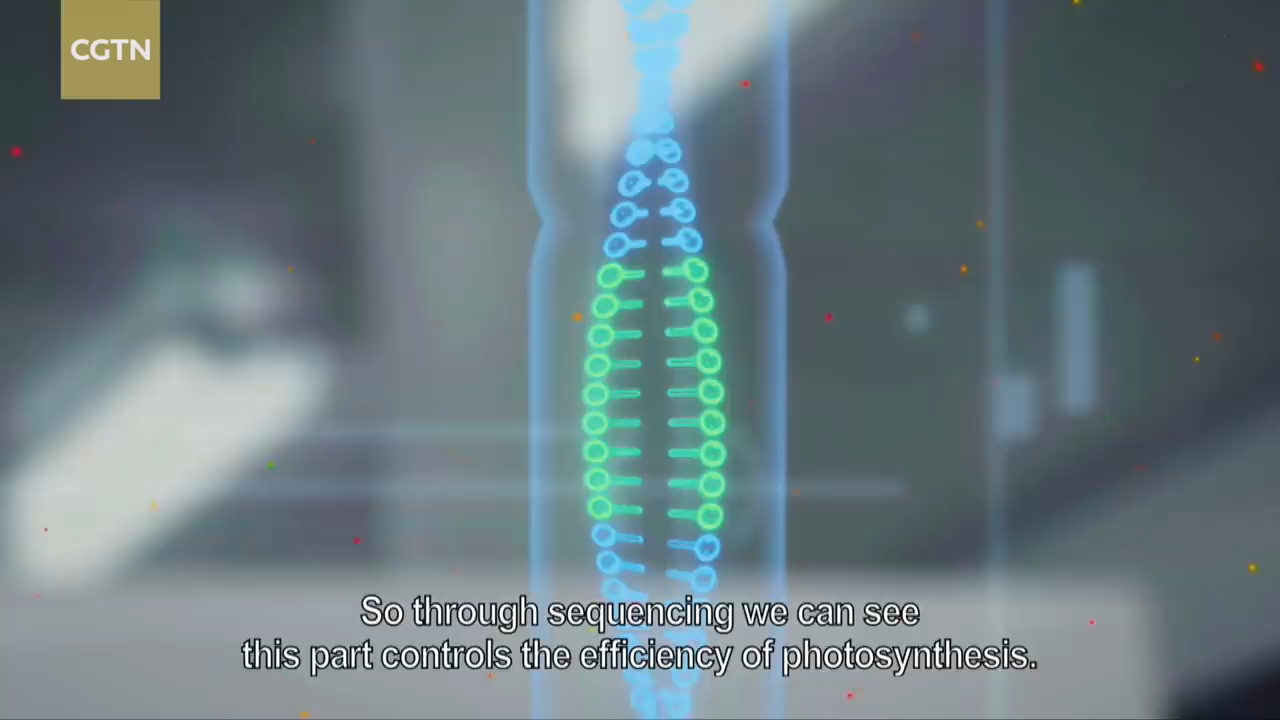 CGTN
So through sequencing we can see
this part controls the efficiency of photosynthesis.